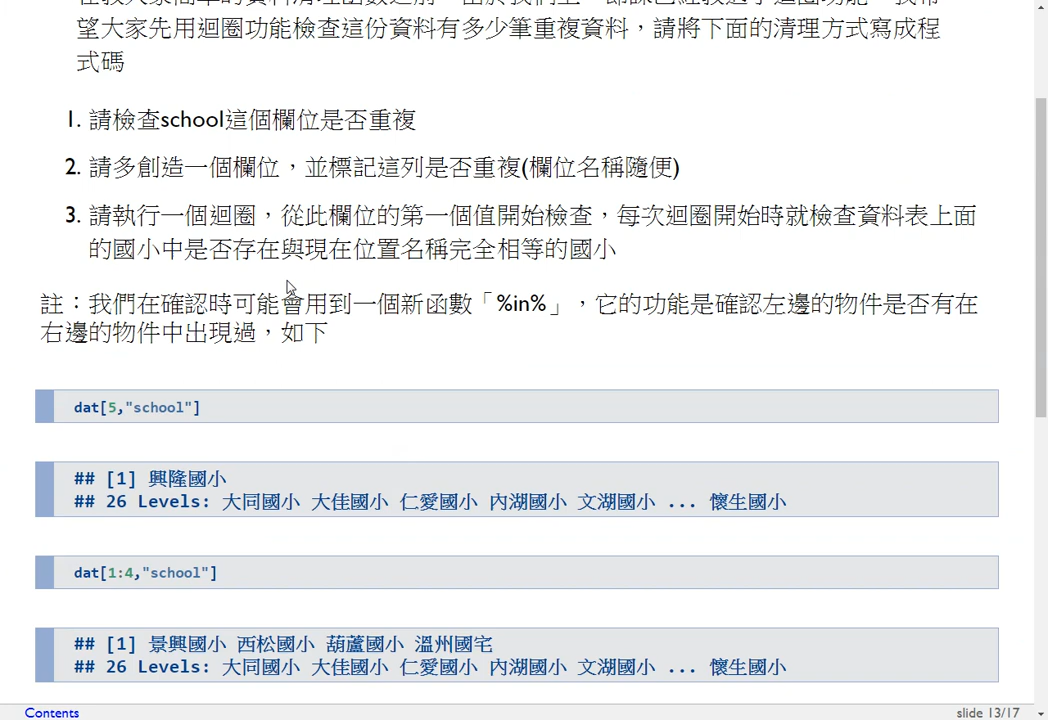 望大家先用迴圈功能檢查這份資料有多少筆重複資料，請將下面的清理方式寫成程
式碼
1. 請檢查school這個欄位是否重複
2. 請多創造一個欄位，並標記這列是否重複(欄位名稱隨便)
3. 請執行一個迴圈，從此欄位的第一個值開始檢查，每次迴圈開始時就檢查資料表上面
的國小中是否存在與現在位置名稱完全相等的國小
註：我們在確認時可能會用到一個新函數「%in%」，它的功能是確認左邊的物件是否有在
右邊的物件中出現過，如下
dat[5,"school"]
## [1] 興隆國小
## 26 Levels: 大同國小 大佳國小 仁愛國小 內湖國小 文湖國小 ... 懷生國小
dat[1:4,"school"]
## [1] 景興國小 西松國小 葫蘆國小 溫州國宅
## 26 Levels: 大同國小 大佳國小 仁愛國小 內湖國小 文湖國小 ... 懷生國小
Contents
slide 13/17